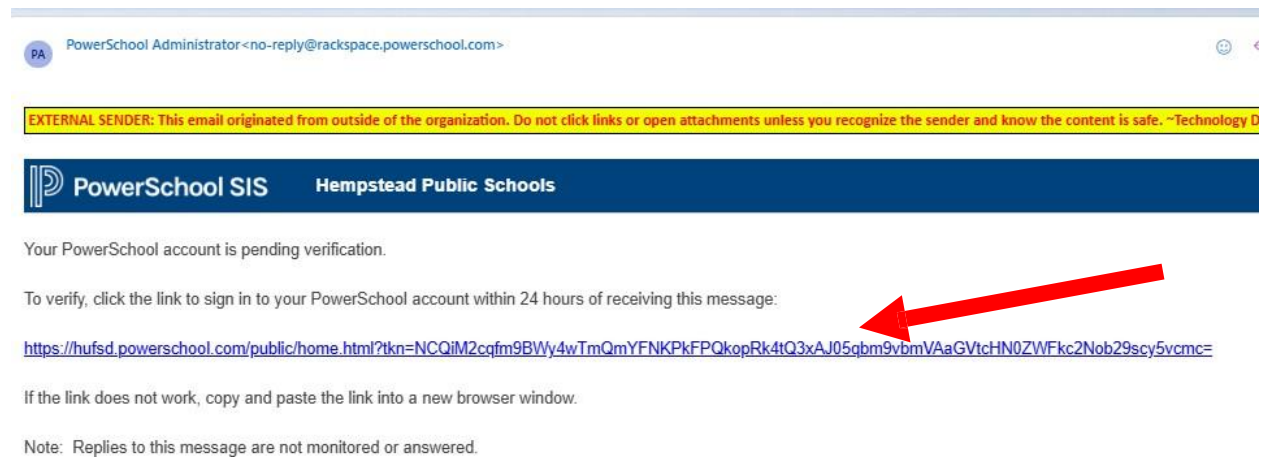 PA
PowerSchool Administrator<no-reply@rackspace.powerschool.com>
EXTERNAL SENDER: This email originated from outside of the organization. Do not click links or open attachments unless you recognize the sender and know the content is safe. ~Technology D
PowerSchool SIS Hempstead Public Schools
Your PowerSchool account is pending verification.
To verify, click the link to sign in to your PowerSchool account within 24 hours of receiving this message:
https://hufsd.powerschool.com/public/home.html?tkn=NCQiM2cqfm9BWy4wTmQmYFNKPkFPQkopRk4tQ3xAJ05qbm9vbmVAaGVtcHN0ZWFkc2Nob29scy5vcmc=
If the link does not work, copy and paste the link into a new browser window.
Note: Replies to this message are not monitored or answered.